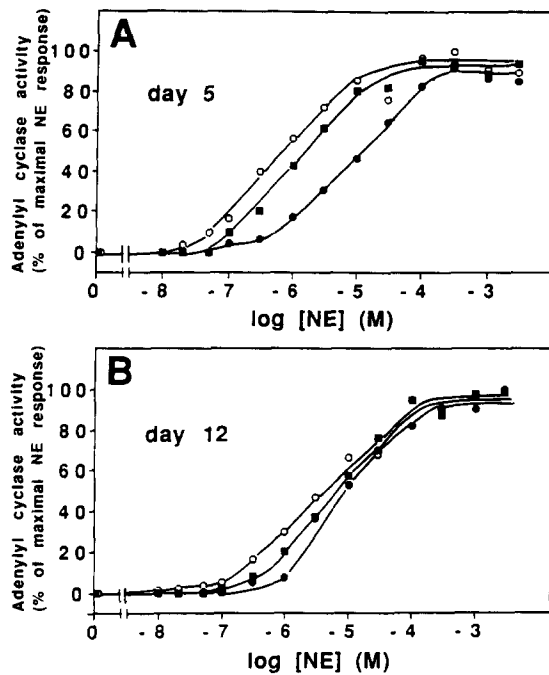 A
day 5
Adenylyl cyclase activity
(% of maximal NE response)
100
80
60
40
20
0
0 - 8 - 7 - 6 - 5 - 4 - 3
log [NE] (M)
B
day 12
Adenylyl cyclase activity
(% of maximal NE response)
100
80
60
40
20
0
0 - 8 - 7 - 6 - 5 - 4 - 3
log [NE] (M)